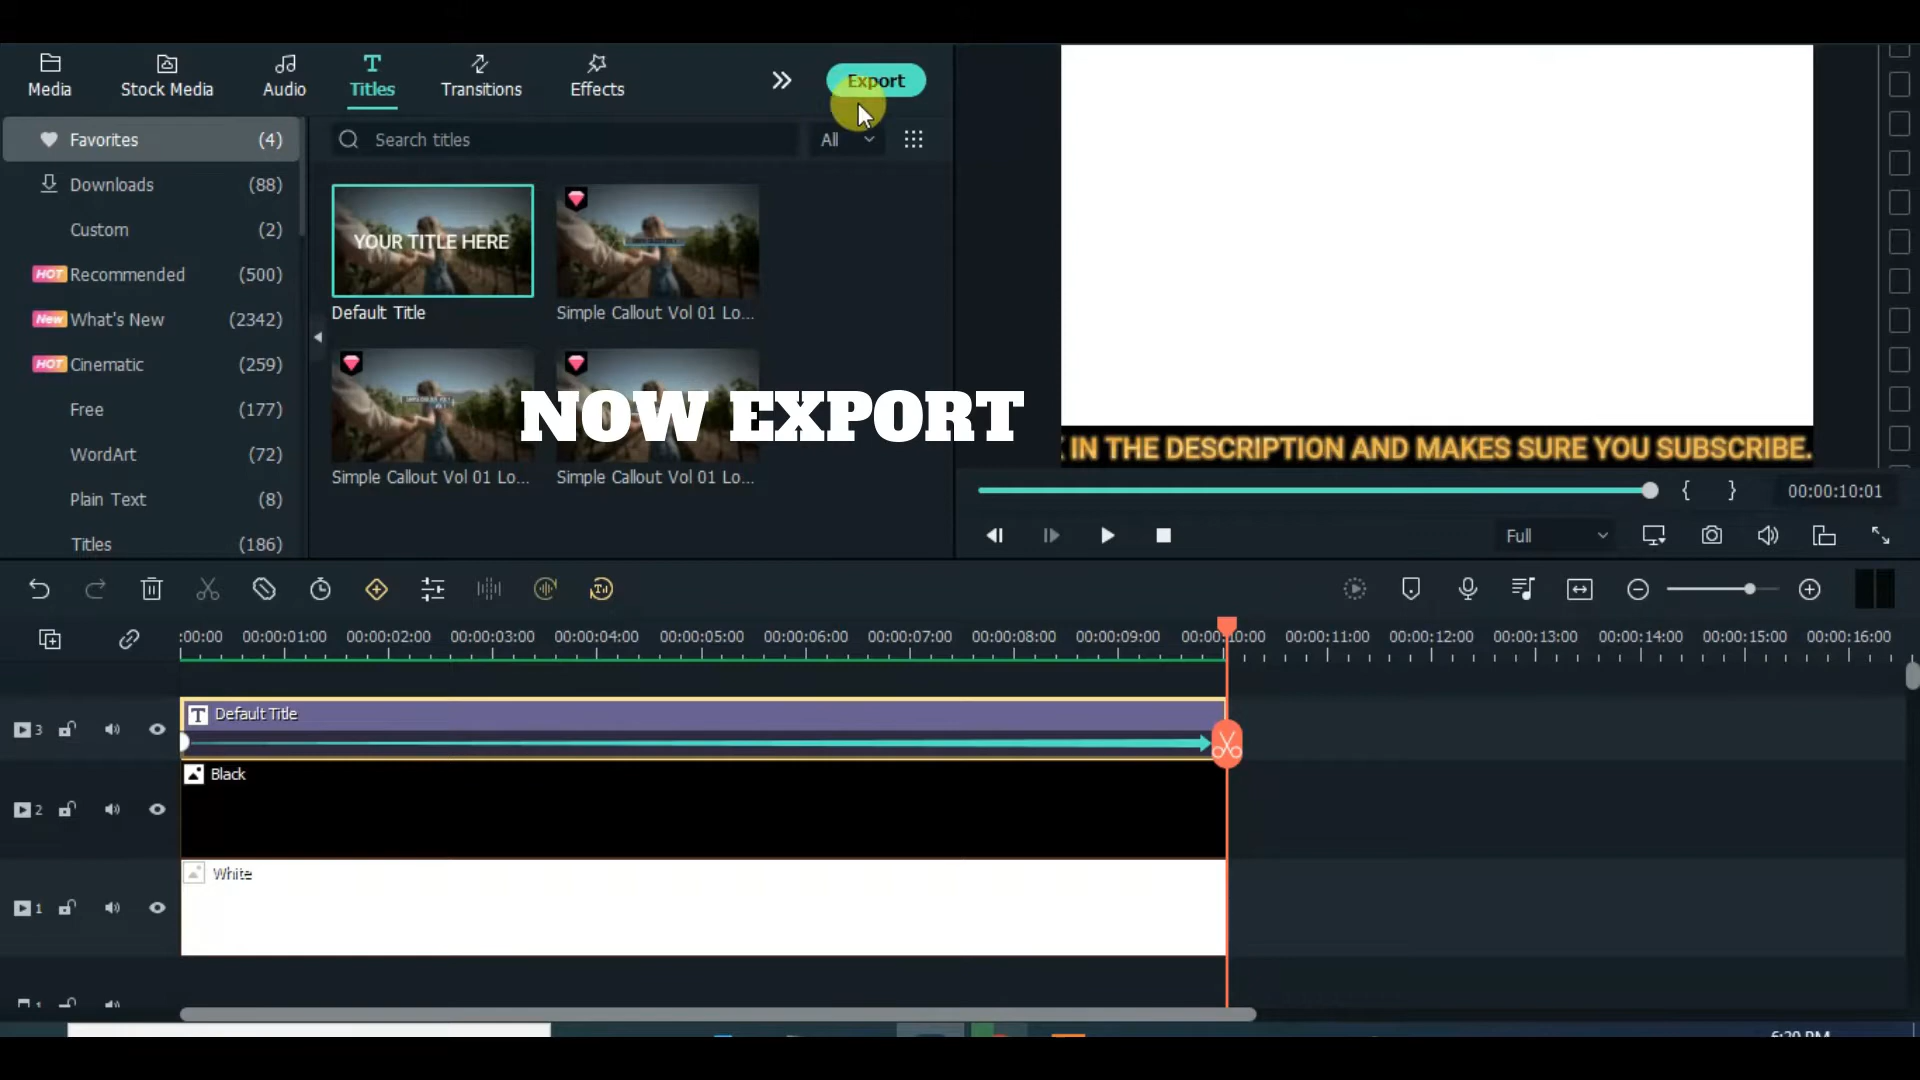 Media
Stock Media
Audio
Titles
Transitions
Effects
Export
Favorites (4)
Search titles
All
Downloads (88)
Custom (2)
HOT Recommended (500)
New What's New (2342)
HOT Cinematic (259)
Free (177)
WordArt (72)
Plain Text (8)
Titles (186)
YOUR TITLE HERE
Default Title
Simple Callout Vol 01 Lo...
Simple Callout Vol 01 Lo...
Simple Callout Vol 01 Lo...
NOW EXPORT
IN THE DESCRIPTION AND MAKES SURE YOU SUBSCRIBE.
{ } 00:00:10:01
Full
:00:00 00:00:01:00 00:00:02:00 00:00:03:00 00:00:04:00 00:00:05:00 00:00:06:00 00:00:07:00 00:00:08:00 00:00:09:00 00:00:10:00 00:00:11:00 00:00:12:00 00:00:13:00 00:00:14:00 00:00:15:00 00:00:16:00
3
T Default Title
2
Black
1
White